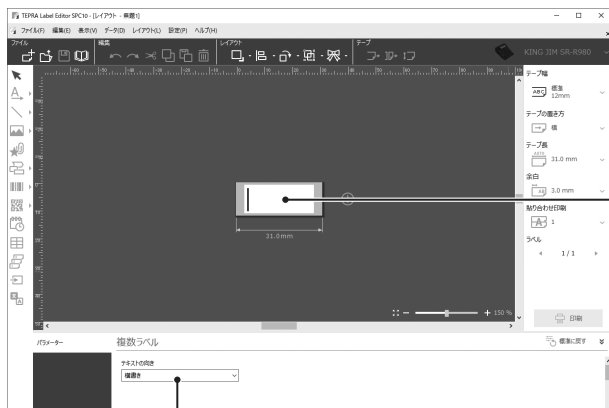 TEPRA Label Editor SPC10 - [レイアウト - 無題1]
ファイル(F) 編集(E) 表示(V) データ(D) レイアウト(L) 設定(P) ヘルプ(H)
ファイル 編集 レイアウト テープ
KING JIM SR-R980
テープ幅
ABC 標準
12mm
テープの置き方
横
テープ長
AUTO
31.0 mm
余白
3.0 mm
貼り合わせ印刷
A 1
ラベル
1 / 1
印刷
31.0mm
150 %
パラメーター
複数ラベル
標準に戻す
テキストの向き
横書き